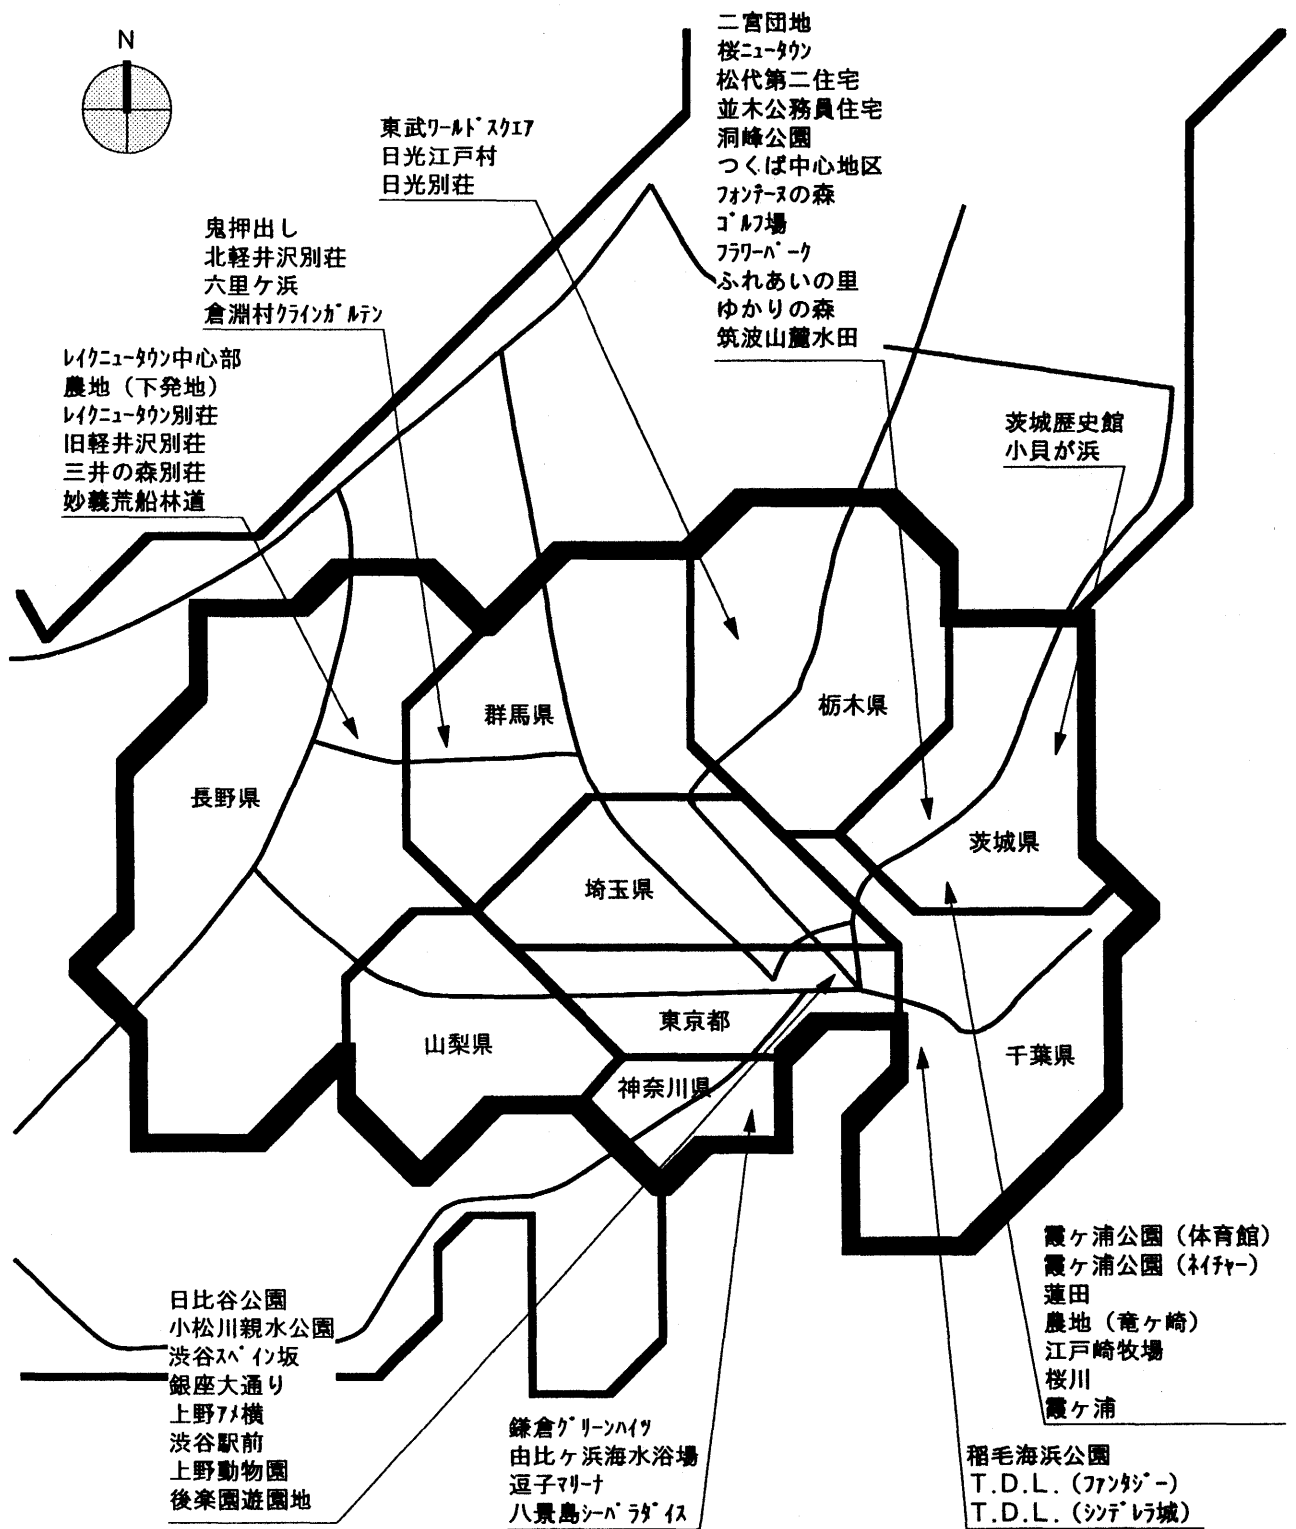 N
二宮団地
桜ﾆｭｰﾀｳﾝ
松代第二住宅
並木公務員住宅
洞峰公園
つくば中心地区
ﾌｫﾝﾃｰﾇの森
ｺﾞﾙﾌ場
ﾌﾗﾜｰﾊﾟｰｸ
ふれあいの里
ゆかりの森
筑波山麓水田
東武ﾜｰﾙﾄﾞｽｸｴｱ
日光江戸村
日光別荘
鬼押出し
北軽井沢別荘
六里ケ浜
倉淵村ｸﾗｲﾝｶﾞﾙﾃﾝ
ﾚｲｸﾆｭｰﾀｳﾝ中心部
農地（下発地）
ﾚｲｸﾆｭｰﾀｳﾝ別荘
旧軽井沢別荘
三井の森別荘
妙義荒船林道
茨城歴史館
小貝が浜
栃木県
群馬県
長野県
茨城県
埼玉県
東京都
山梨県
千葉県
神奈川県
霞ヶ浦公園（体育館）
霞ヶ浦公園（ﾈｲﾁｬｰ）
蓮田
農地（竜ヶ崎）
江戸崎牧場
桜川
霞ヶ浦
日比谷公園
小松川親水公園
渋谷ｽﾍﾟｲﾝ坂
銀座大通り
上野ｱﾒ横
渋谷駅前
上野動物園
後楽園遊園地
鎌倉ｸﾞﾘｰﾝﾊｲﾂ
由比ヶ浜海水浴場
逗子ﾏﾘｰﾅ
八景島ｼｰﾊﾟﾗﾀﾞｲｽ
稲毛海浜公園
T.D.L.（ﾌｧﾝﾀｼﾞｰ）
T.D.L.（ｼﾝﾃﾞﾚﾗ城）